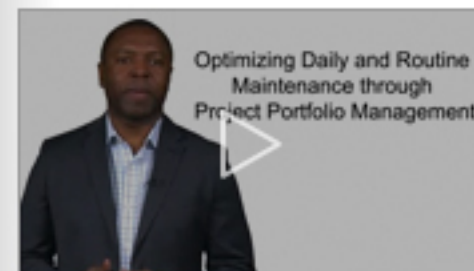 Optimizing Daily and Routine
Maintenance through
Project Portfolio Management